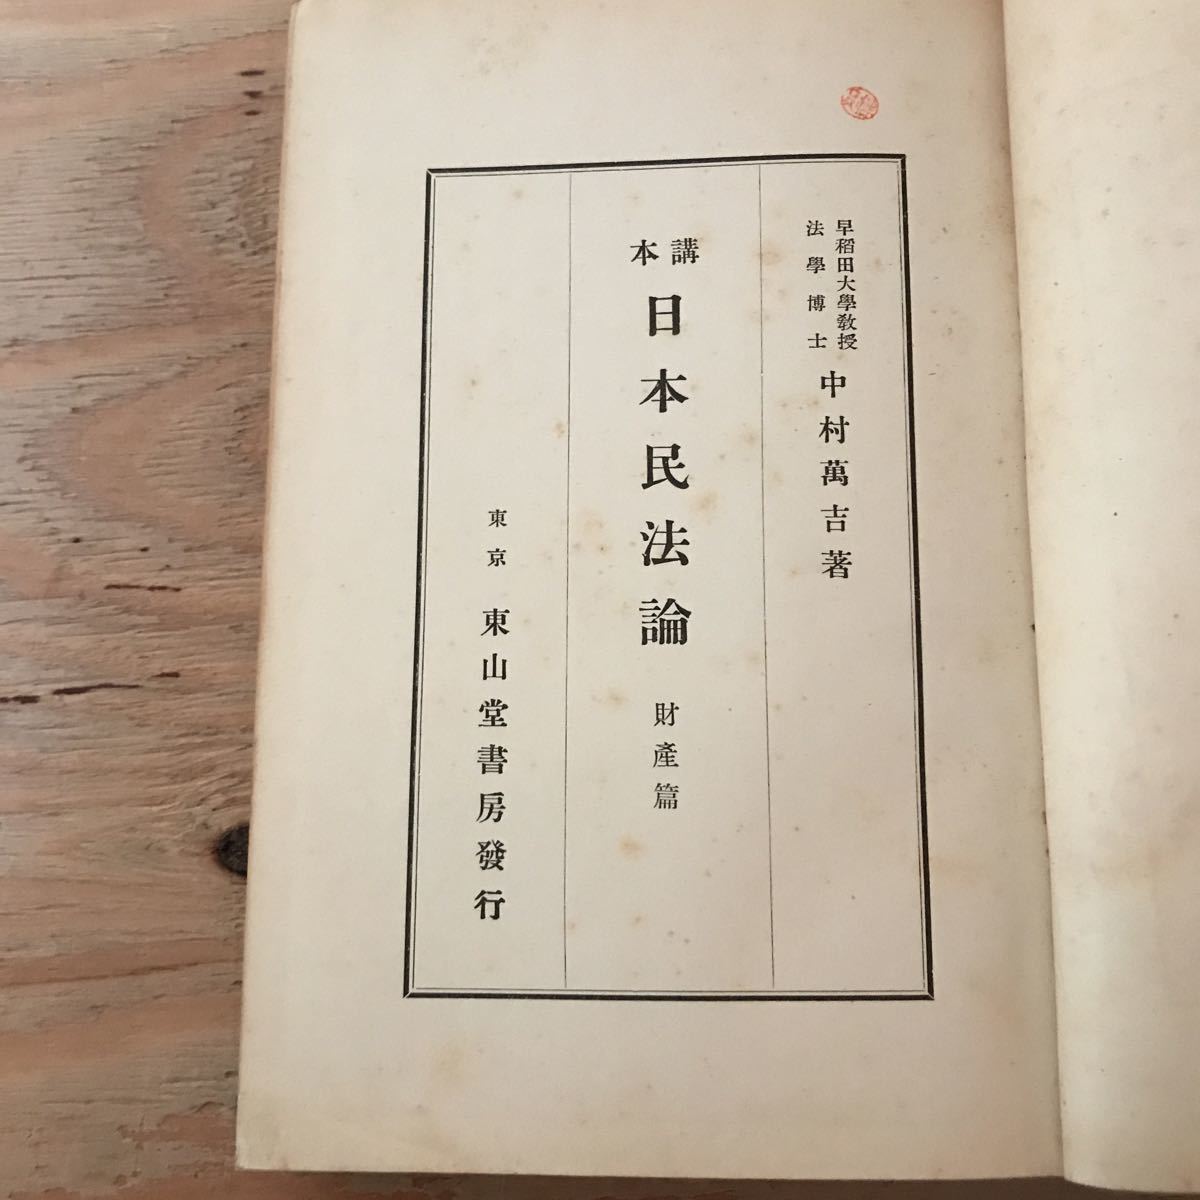 早稻田大學敎授
法學博士
中村萬吉著
講本
日本民法論
財產篇
東京
東山堂書房發行